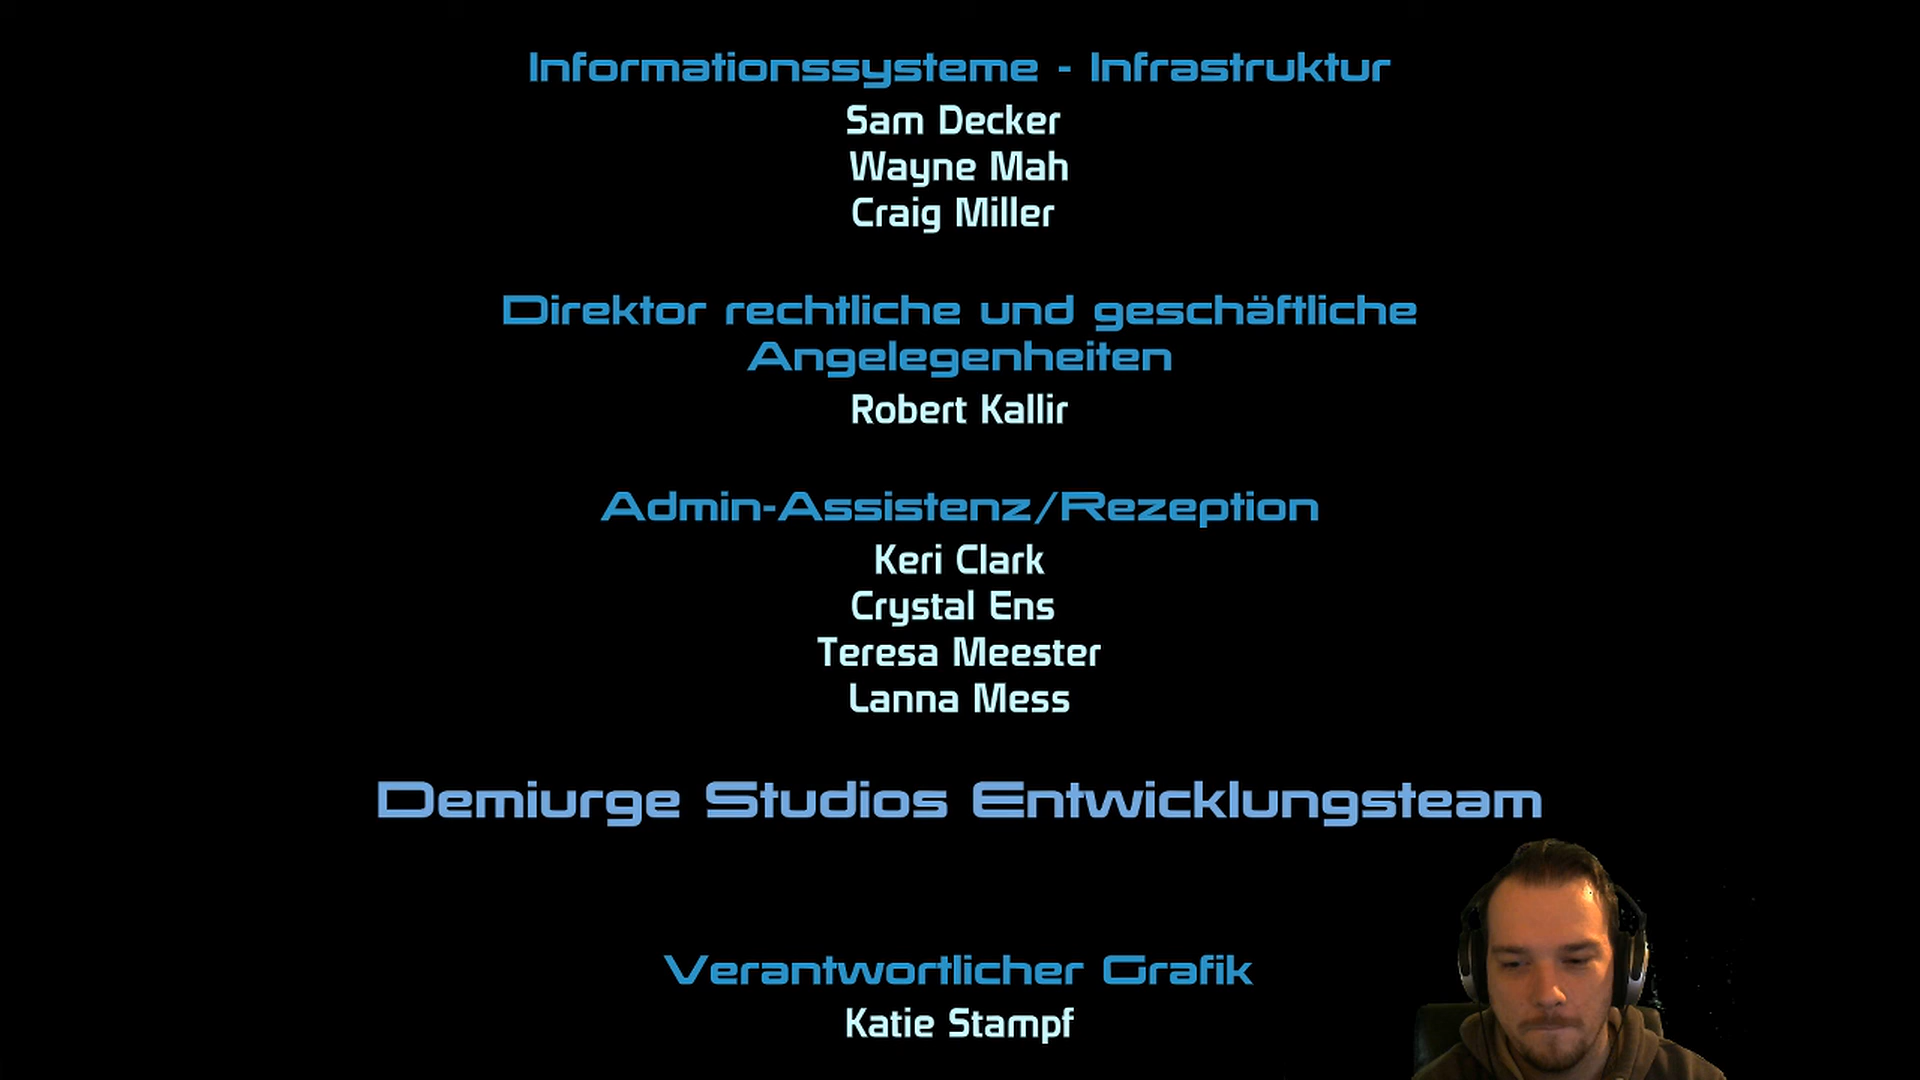 Informationssysteme - Infrastruktur
Sam Decker
Wayne Mah
Craig Miller
Direktor rechtliche und geschäftliche
Angelegenheiten
Robert Kallir
Admin-Assistenz/Rezeption
Keri Clark
Crystal Ens
Teresa Meester
Lanna Mess
Demiurge Studios Entwicklungsteam
Verantwortlicher Grafik
Katie Stampf